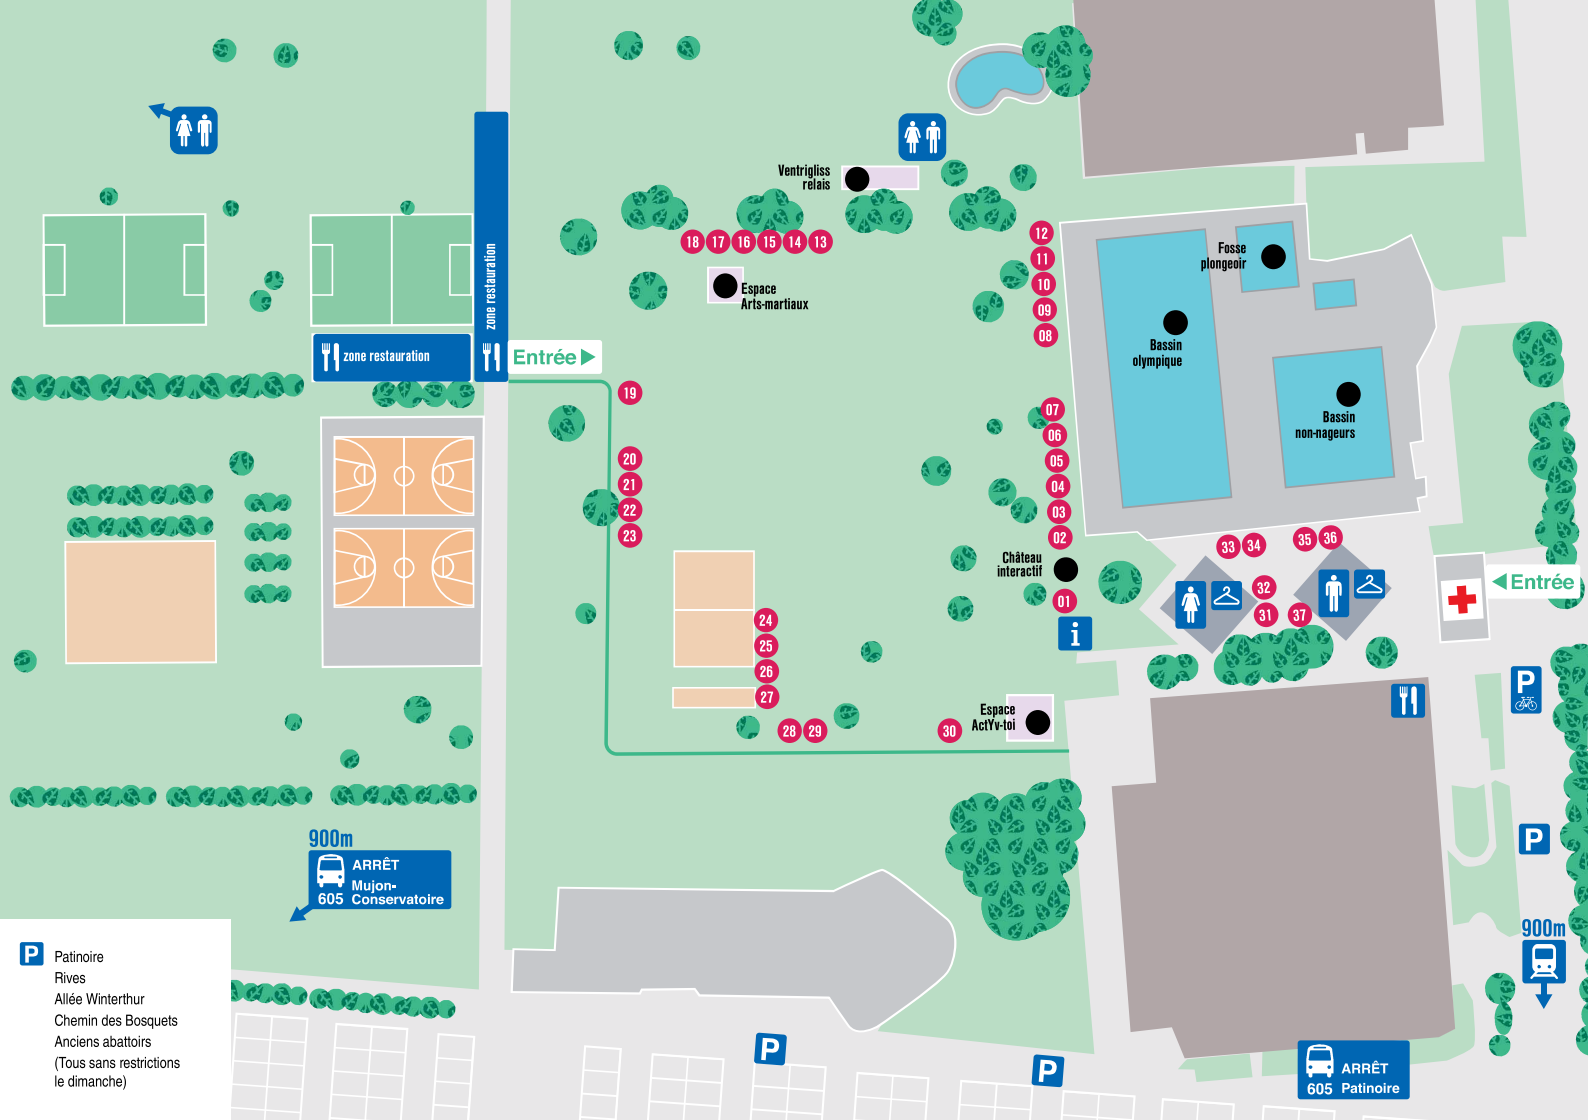 Ventrigliss
relais
18 17 16 15 14 13
12
11
10
09
08
Fosse
plongeoir
zone restauration
Espace
Arts-martiaux
Bassin
olympique
zone restauration
Entrée
19
07
06
05
04
03
02
Bassin
non-nageurs
20
21
22
23
33 34 35 36
Château
interactif
01
i
32
31 37
Entrée
24
25
26
27
28 29
30
Espace
ActYv-toi
P
P
900m
ARRÊT
Mujon-
605 Conservatoire
900m
P Patinoire
Rives
Allée Winterthur
Chemin des Bosquets
Anciens abattoirs
(Tous sans restrictions
le dimanche)
P
P
ARRÊT
605 Patinoire